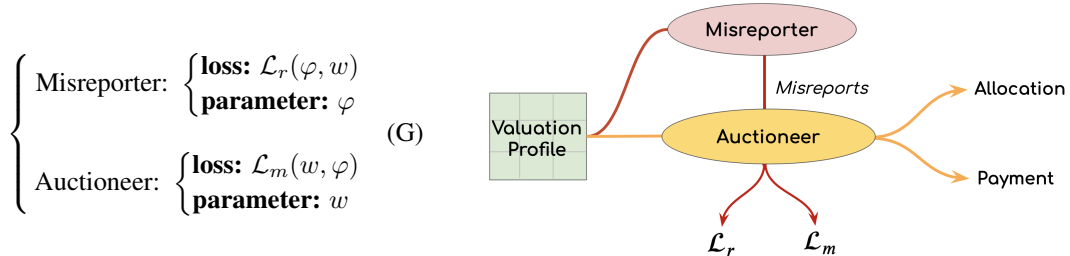 Misreporter: loss: ℒ_r(φ, w)
parameter: φ
(G)
Auctioneer: loss: ℒ_m(w, φ)
parameter: w
Misreporter
Misreports
Valuation
Profile
Auctioneer
Allocation
Payment
ℒ_r
ℒ_m